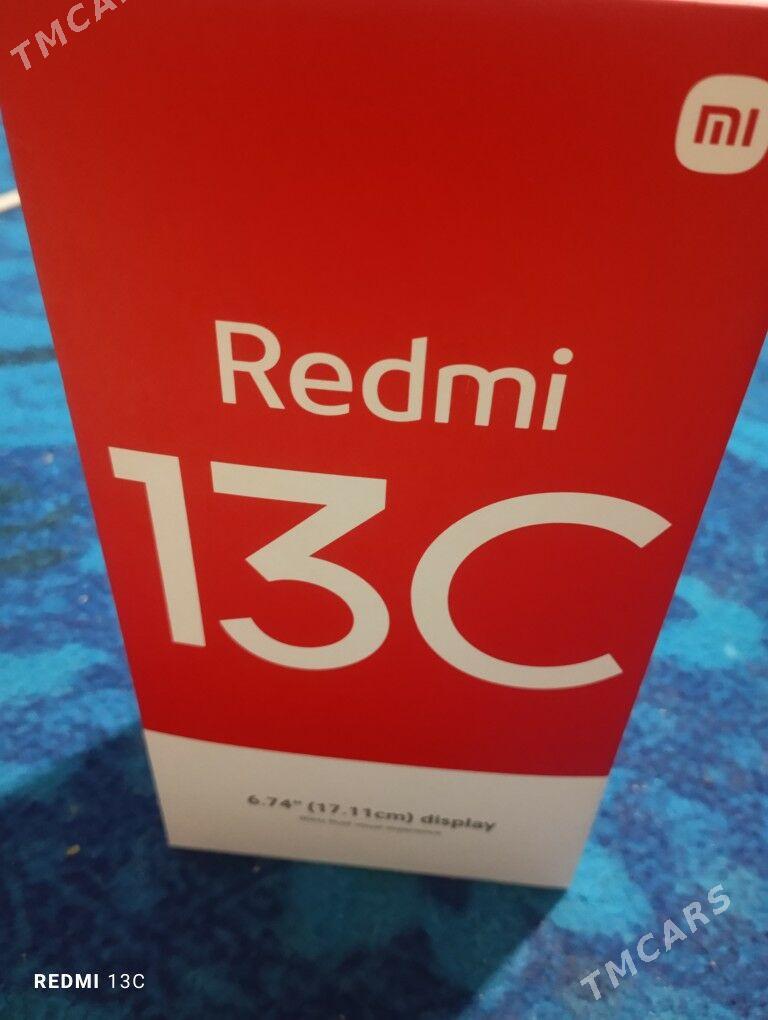 TMCARS
mi
Redmi
13C
6.74" (17.11cm) display
REDMI 13C
TMCARS